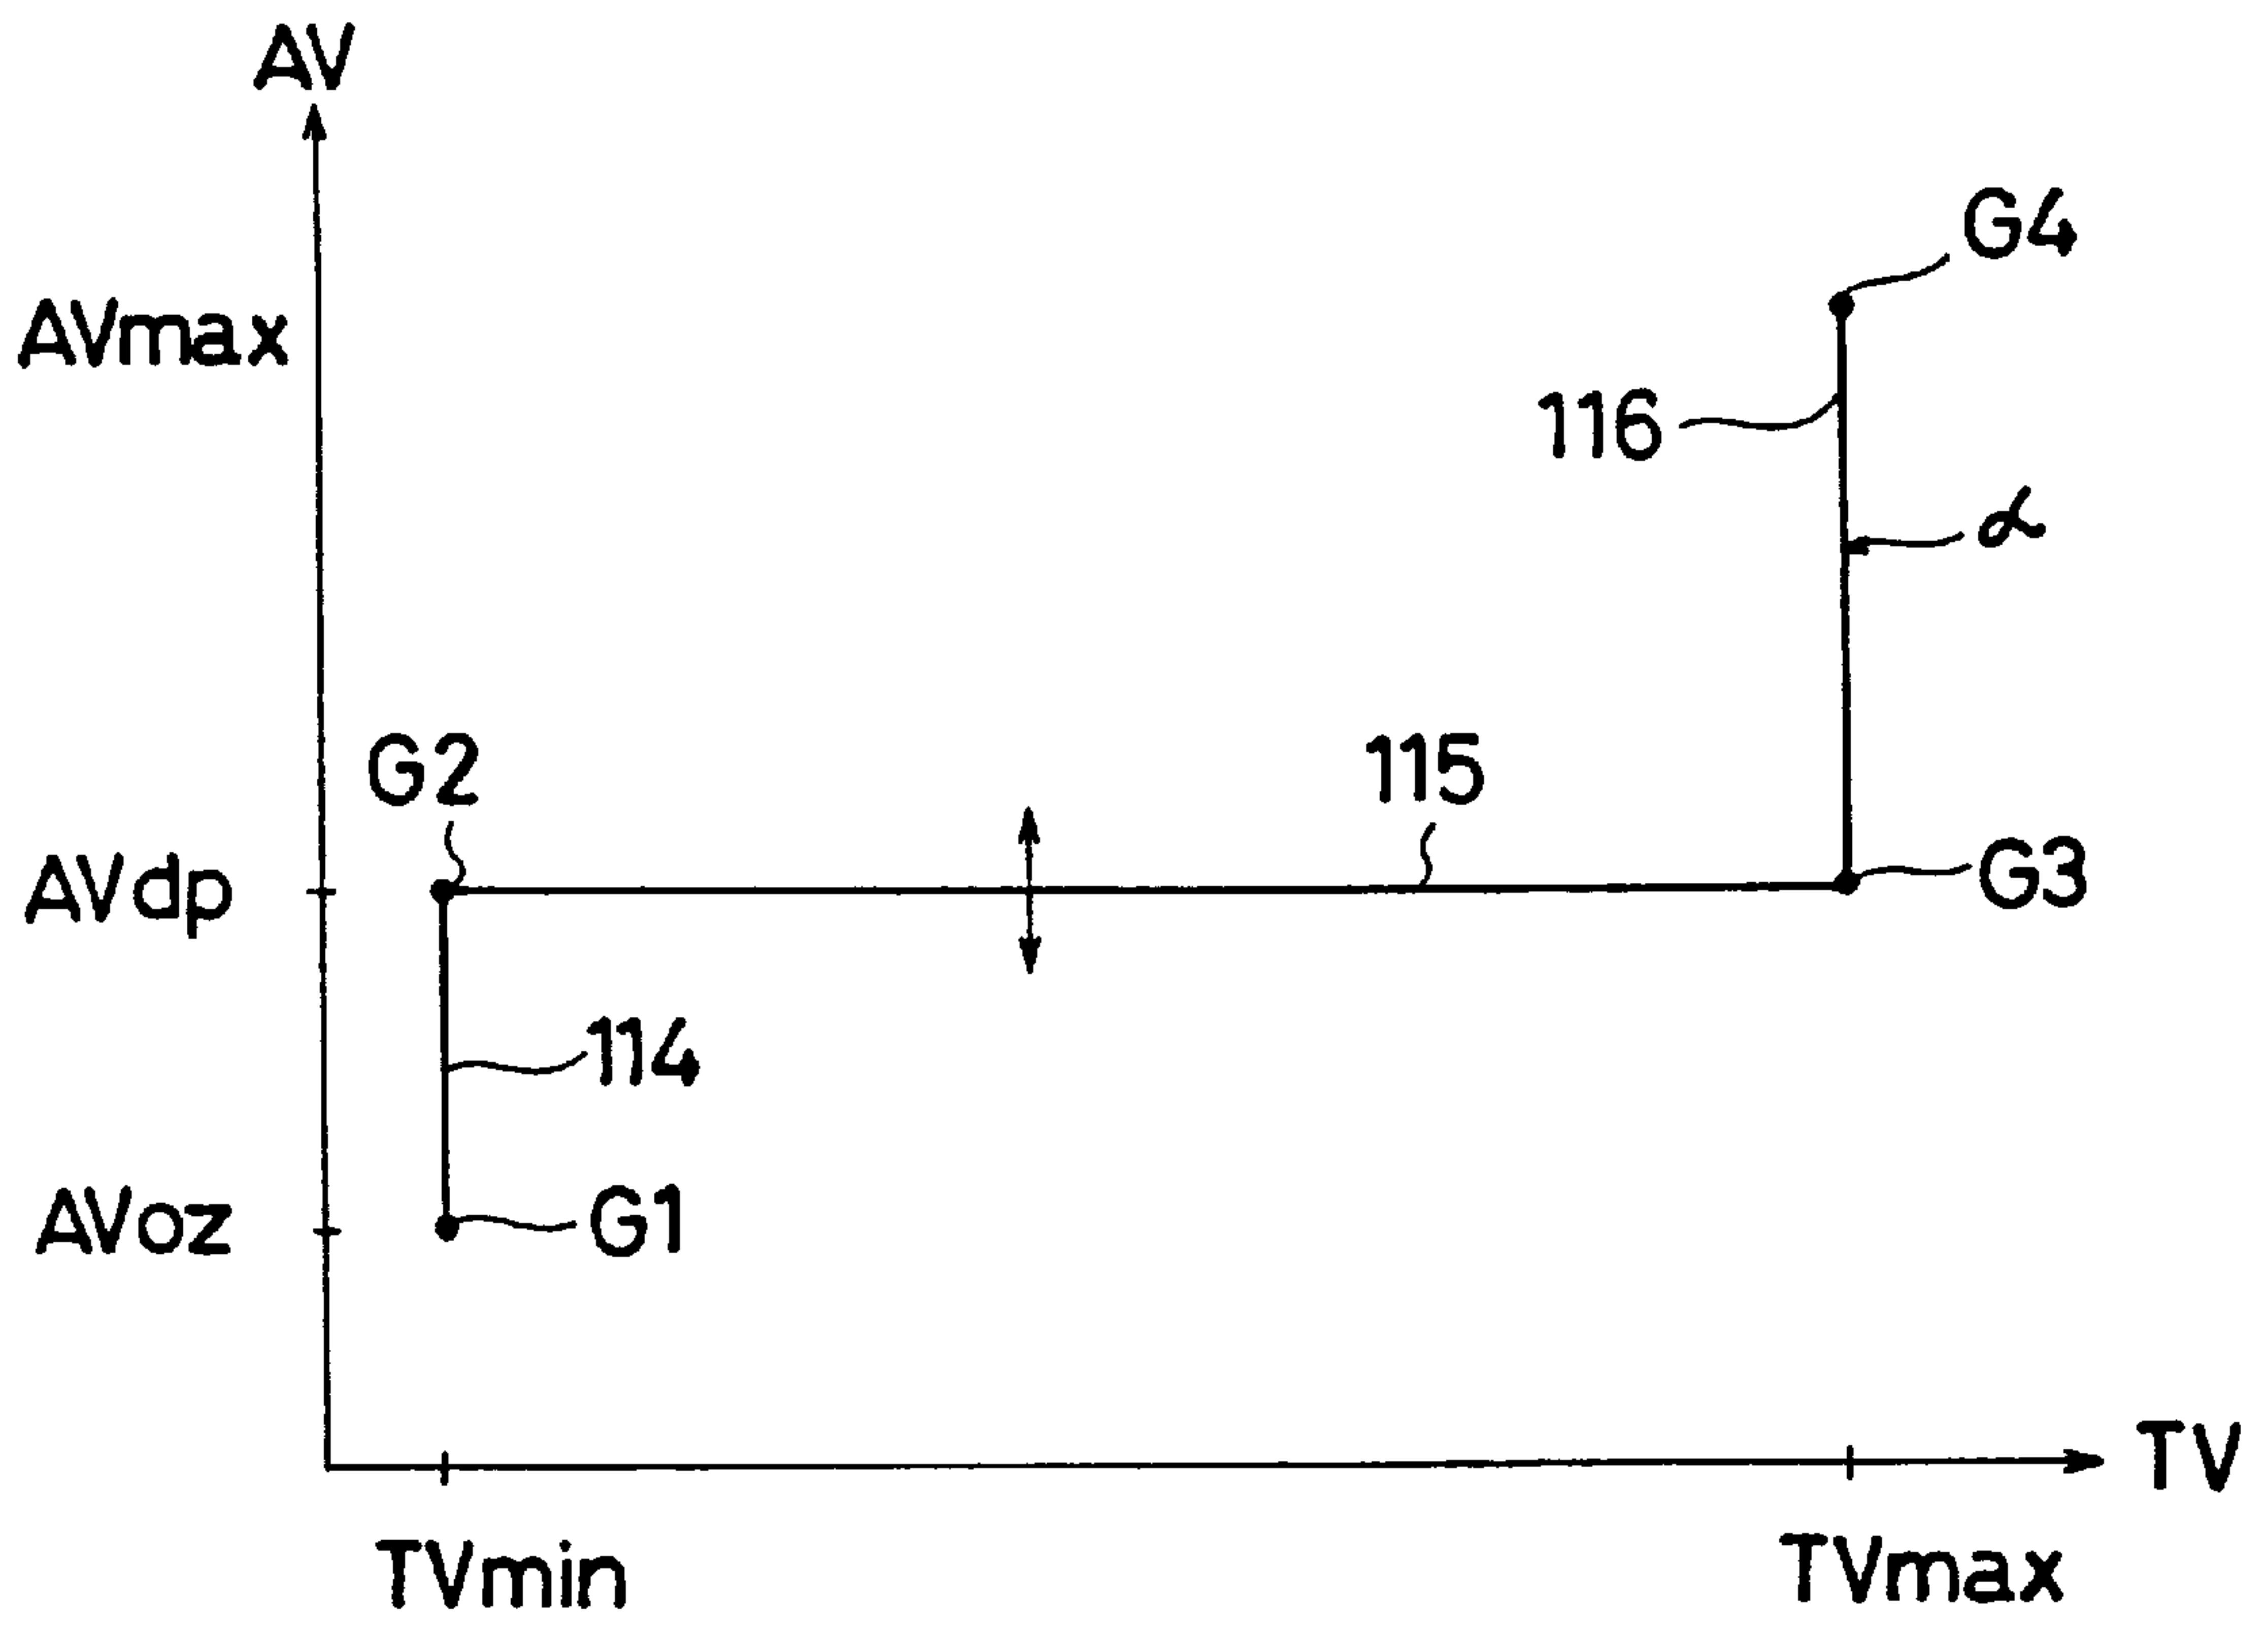 AV
G4
AVmax
116
α
G2
115
AVdp
G3
114
AVoz
G1
TV
TVmin
TVmax